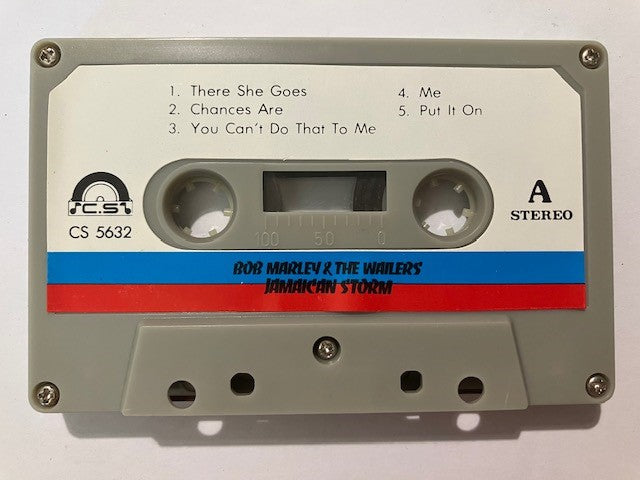 1. There She Goes
2. Chances Are
3. You Can't Do That To Me
4. Me
5. Put It On
C.S
CS 5632
A
STEREO
100 50 0
BOB MARLEY & THE WAILERS
JAMAICAN STORM